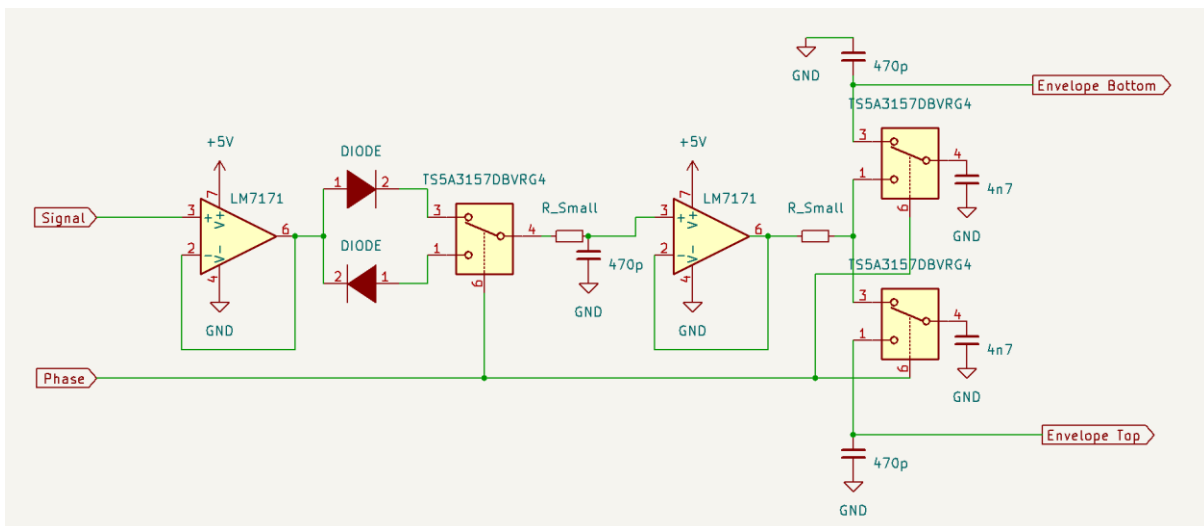 GND
470p
Envelope Bottom
TS5A3157DBVRG4
3
1
4
6
4n7
GND
+5V
DIODE
1
2
TS5A3157DBVRG4
+5V
LM7171
Signal
3
2
7
4
6
+
-
V+
V-
GND
DIODE
2
1
3
1
4
6
R_Small
470p
GND
LM7171
3
2
7
4
6
+
-
V+
V-
GND
R_Small
TS5A3157DBVRG4
3
1
4
6
4n7
GND
Phase
Envelope Top
470p
GND